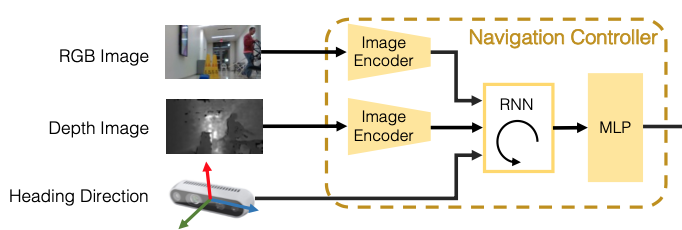 Navigation Controller
RGB Image
Image
Encoder
Depth Image
Image
Encoder
RNN
MLP
Heading Direction